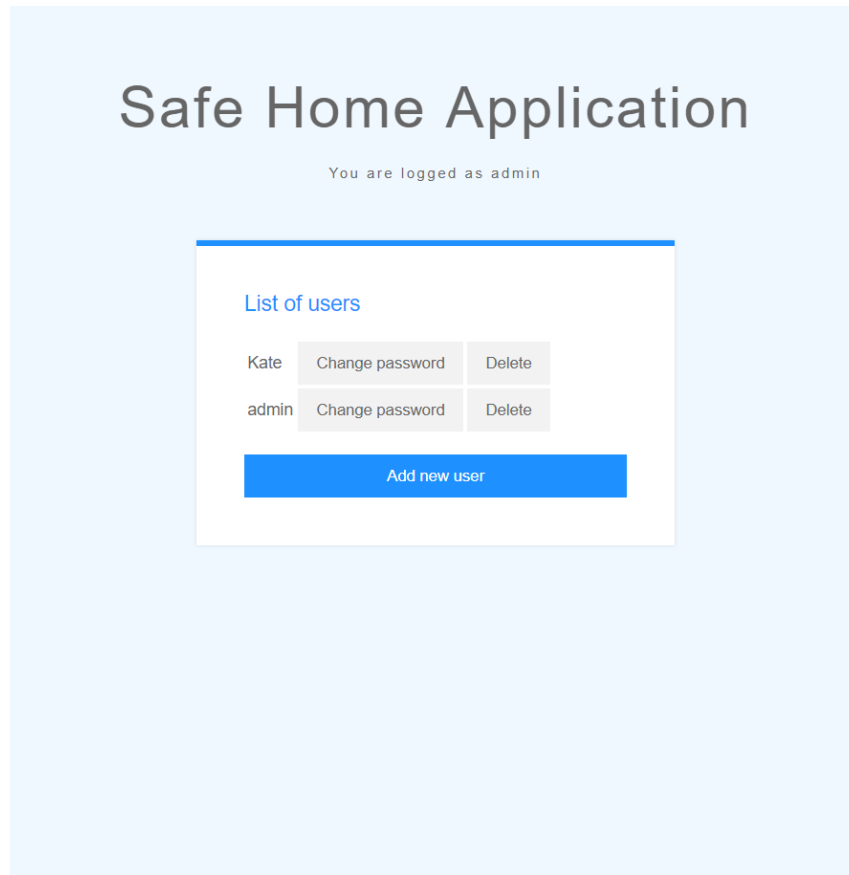 Safe Home Application
You are logged as admin
List of users
Kate Change password Delete
admin Change password Delete
Add new user